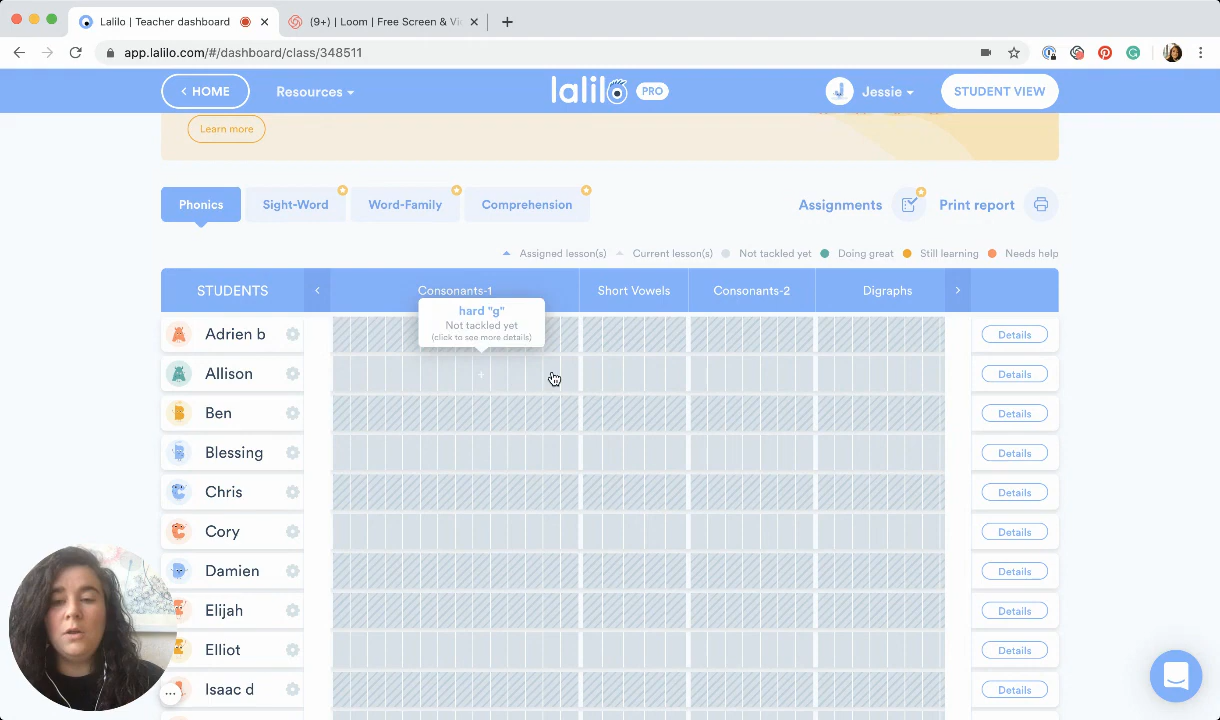 Lalilo | Teacher dashboard
(9+) | Loom | Free Screen & Vi
app.lalilo.com/#/dashboard/class/348511
< HOME
Resources
lalilo PRO
Jessie
STUDENT VIEW
Learn more
Phonics
Sight-Word
Word-Family
Comprehension
Assignments
Print report
Assigned lesson(s)
Current lesson(s)
Not tackled yet
Doing great
Still learning
Needs help
STUDENTS
Consonants-1
Short Vowels
Consonants-2
Digraphs
hard "g"
Not tackled yet
(click to see more details)
Adrien b
Details
Allison
Details
Ben
Details
Blessing
Details
Chris
Details
Cory
Details
Damien
Details
Elijah
Details
Elliot
Details
Isaac d
Details